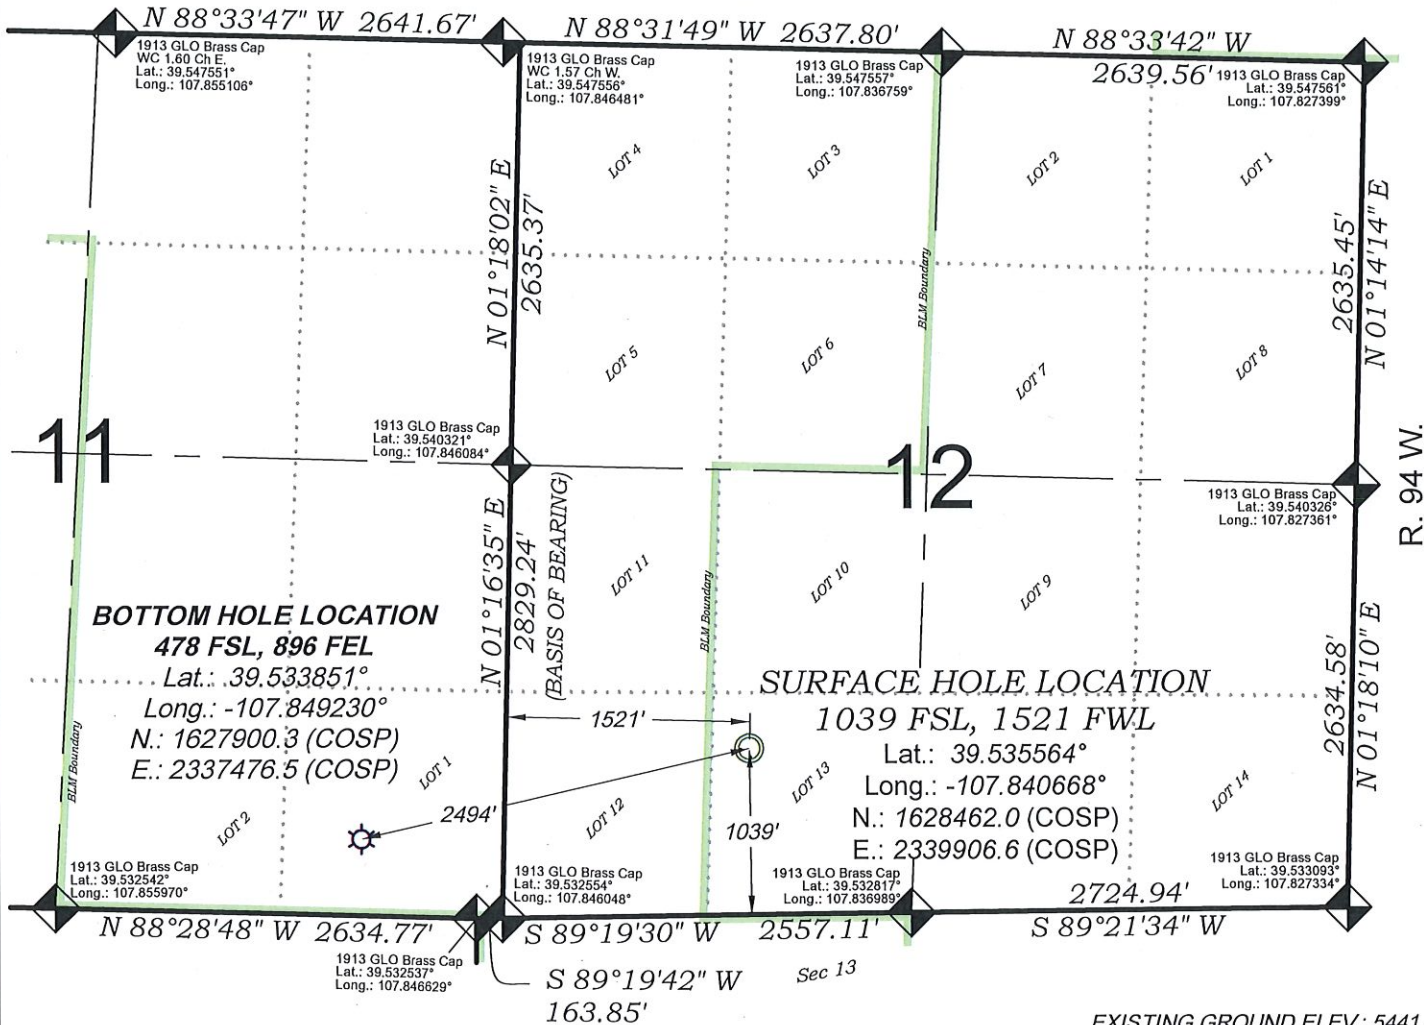 N 88°33'47" W 2641.67'
N 88°31'49" W 2637.80'
N 88°33'42" W
2639.56'
1913 GLO Brass Cap
WC 1.60 Ch E.
Lat.: 39.547551°
Long.: 107.855106°
1913 GLO Brass Cap
WC 1.57 Ch W.
Lat.: 39.547556°
Long.: 107.846481°
1913 GLO Brass Cap
Lat.: 39.547557°
Long.: 107.836759°
1913 GLO Brass Cap
Lat.: 39.547561°
Long.: 107.827399°
LOT 4
LOT 3
LOT 2
LOT 1
N 01°18'02" E
2635.37'
BLM Boundary
2635.45'
N 01°14'14" E
LOT 5
LOT 6
LOT 7
LOT 8
11
1913 GLO Brass Cap
Lat.: 39.540321°
Long.: 107.846084°
12
1913 GLO Brass Cap
Lat.: 39.540326°
Long.: 107.827361°
R. 94 W.
N 01°16'35" E
2829.24'
(BASIS OF BEARING)
LOT 11
BLM Boundary
LOT 10
LOT 9
2634.58'
N 01°18'10" E
BOTTOM HOLE LOCATION
478 FSL, 896 FEL
Lat.: 39.533851°
Long.: -107.849230°
N.: 1627900.3 (COSP)
E.: 2337476.5 (COSP)
SURFACE HOLE LOCATION
1039 FSL, 1521 FWL
Lat.: 39.535564°
Long.: -107.840668°
N.: 1628462.0 (COSP)
E.: 2339906.6 (COSP)
1521'
BLM Boundary
LOT 2
LOT 1
2494'
LOT 12
1039'
LOT 13
LOT 14
1913 GLO Brass Cap
Lat.: 39.532542°
Long.: 107.855970°
1913 GLO Brass Cap
Lat.: 39.532554°
Long.: 107.846048°
1913 GLO Brass Cap
Lat.: 39.532817°
Long.: 107.836989°
1913 GLO Brass Cap
Lat.: 39.533093°
Long.: 107.827334°
N 88°28'48" W 2634.77'
S 89°19'30" W 2557.11'
2724.94'
S 89°21'34" W
1913 GLO Brass Cap
Lat.: 39.532537°
Long.: 107.846629°
S 89°19'42" W
163.85'
Sec 13
EXISTING GROUND ELEV.: 5441